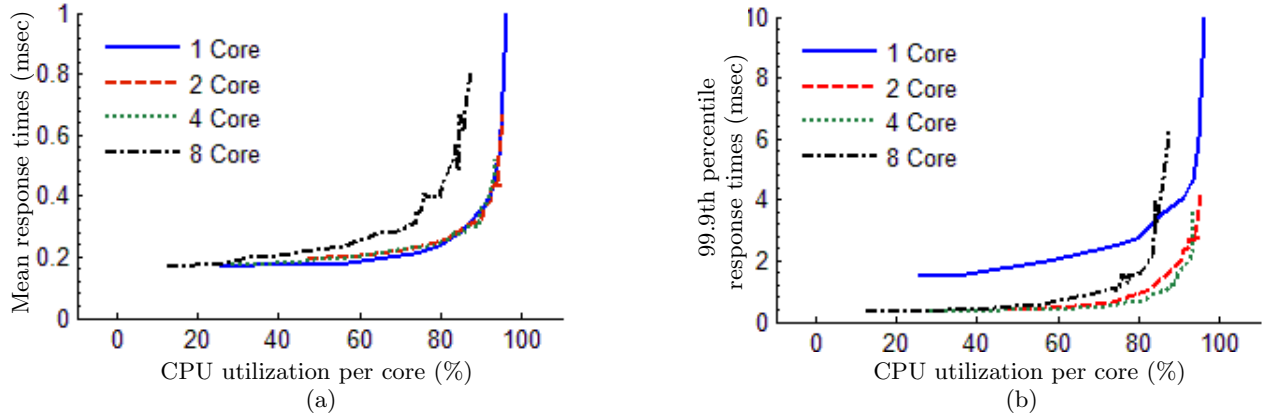 Mean response times (msec)
1
0.8
0.6
0.4
0.2
0
1 Core
2 Core
4 Core
8 Core
0 20 40 60 80 100
CPU utilization per core (%)
(a)
99.9th percentile
response times (msec)
10
8
6
4
2
0
1 Core
2 Core
4 Core
8 Core
0 20 40 60 80 100
CPU utilization per core (%)
(b)